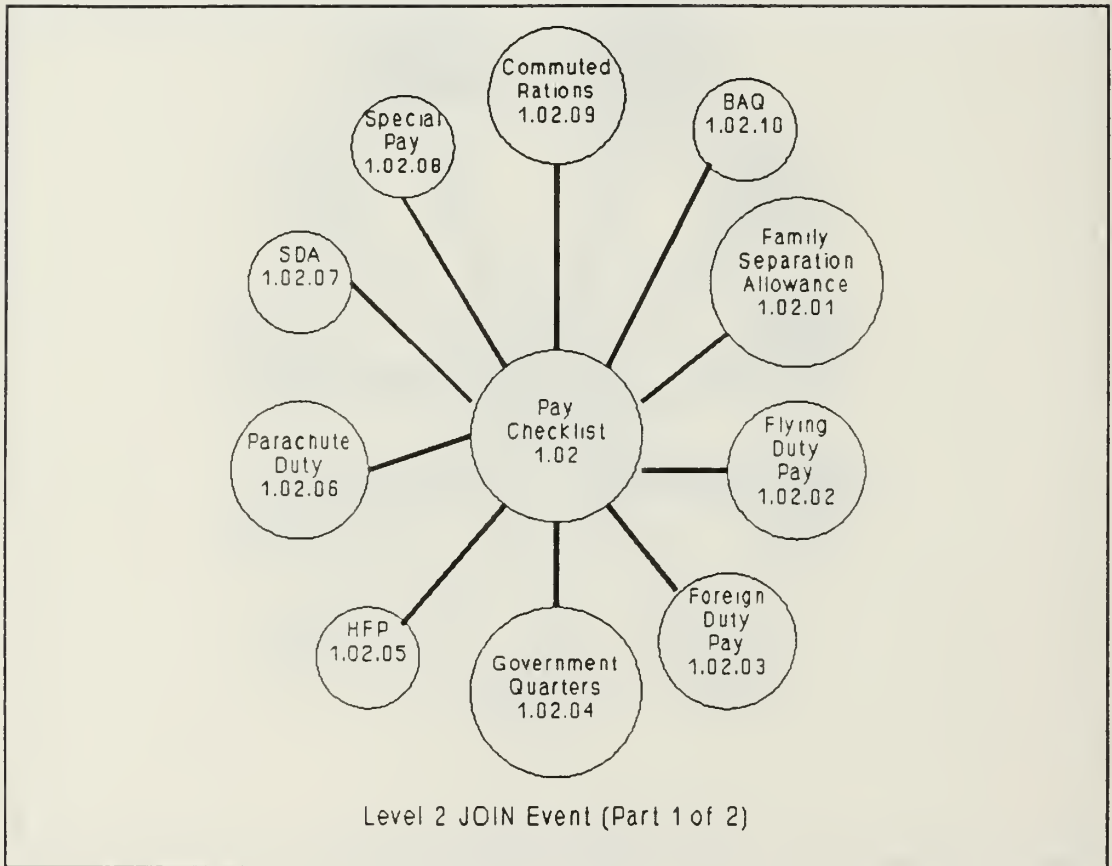 Commuted
Rations
1.02.09
BAQ
1.02.10
Special
Pay
1.02.08
Family
Separation
Allowance
1.02.01
SDA
1.02.07
Pay
Checklist
1.02
Flying
Duty
Pay
1.02.02
Parachute
Duty
1.02.06
Foreign
Duty
Pay
1.02.03
HFP
1.02.05
Government
Quarters
1.02.04
Level 2 JOIN Event (Part 1 of 2)